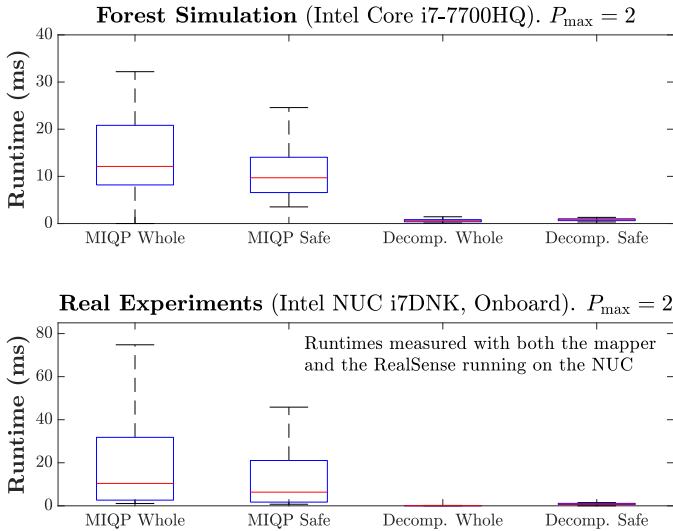 Forest Simulation (Intel Core i7-7700HQ). P_max = 2
40
30
20
10
0
Runtime (ms)
MIQP Whole MIQP Safe Decomp. Whole Decomp. Safe
Real Experiments (Intel NUC i7DNK, Onboard). P_max = 2
80
60
40
20
0
Runtime (ms)
Runtimes measured with both the mapper
and the RealSense running on the NUC
MIQP Whole MIQP Safe Decomp. Whole Decomp. Safe